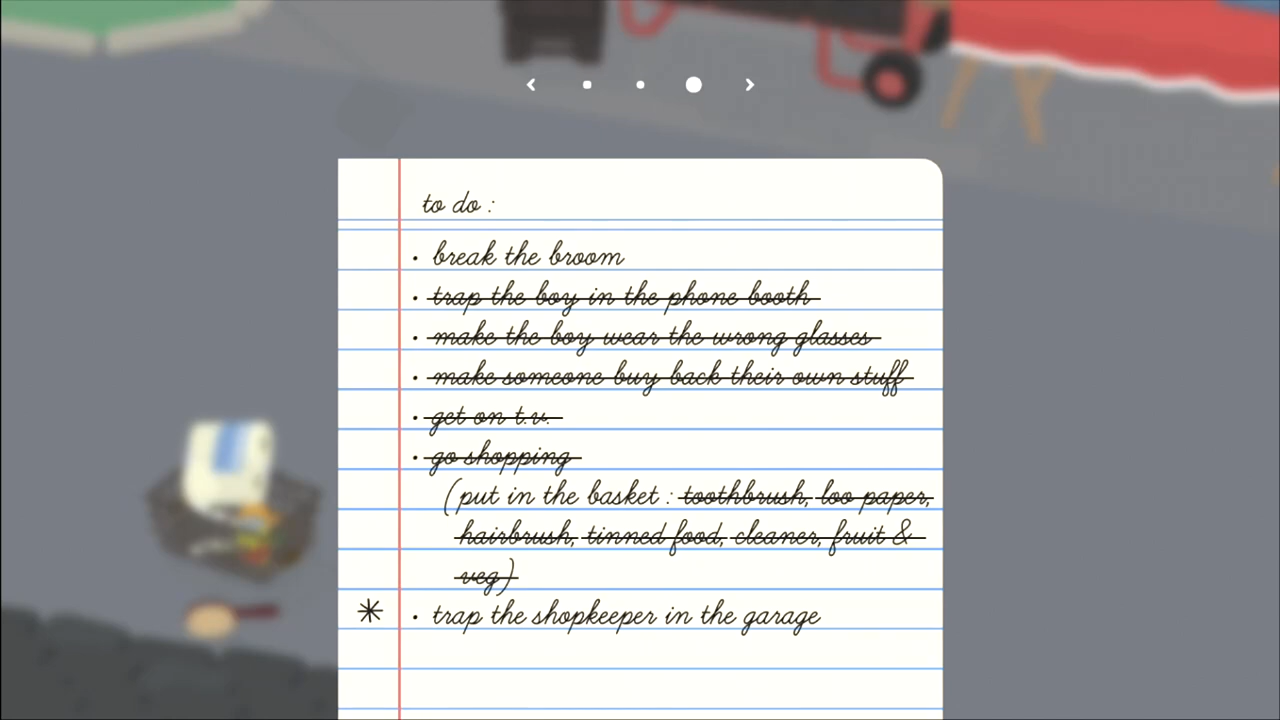 to do :
• break the broom
• trap the boy in the phone booth
• make the boy wear the wrong glasses
• make someone buy back their own stuff
• get on t.v.
• go shopping
(put in the basket : toothbrush, loo paper,
hairbrush, tinned food, cleaner, fruit &
veg)
* • trap the shopkeeper in the garage